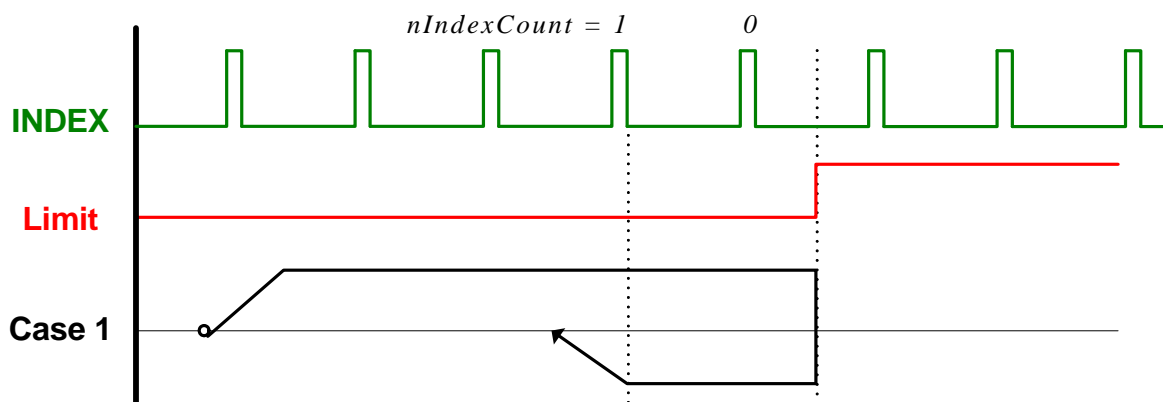 nIndexCount = 1 0
INDEX
Limit
Case 1